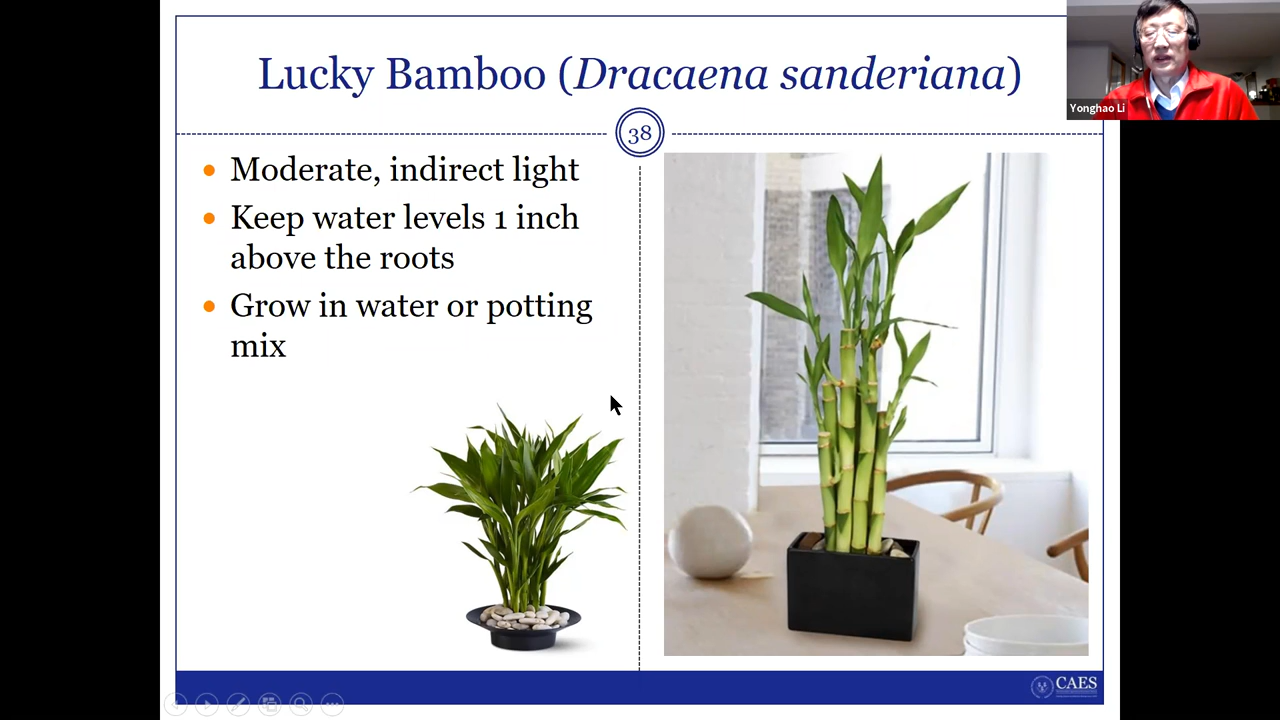 Lucky Bamboo (Dracaena sanderiana)
Yonghao Li
38
Moderate, indirect light
Keep water levels 1 inch
above the roots
Grow in water or potting
mix
CAES